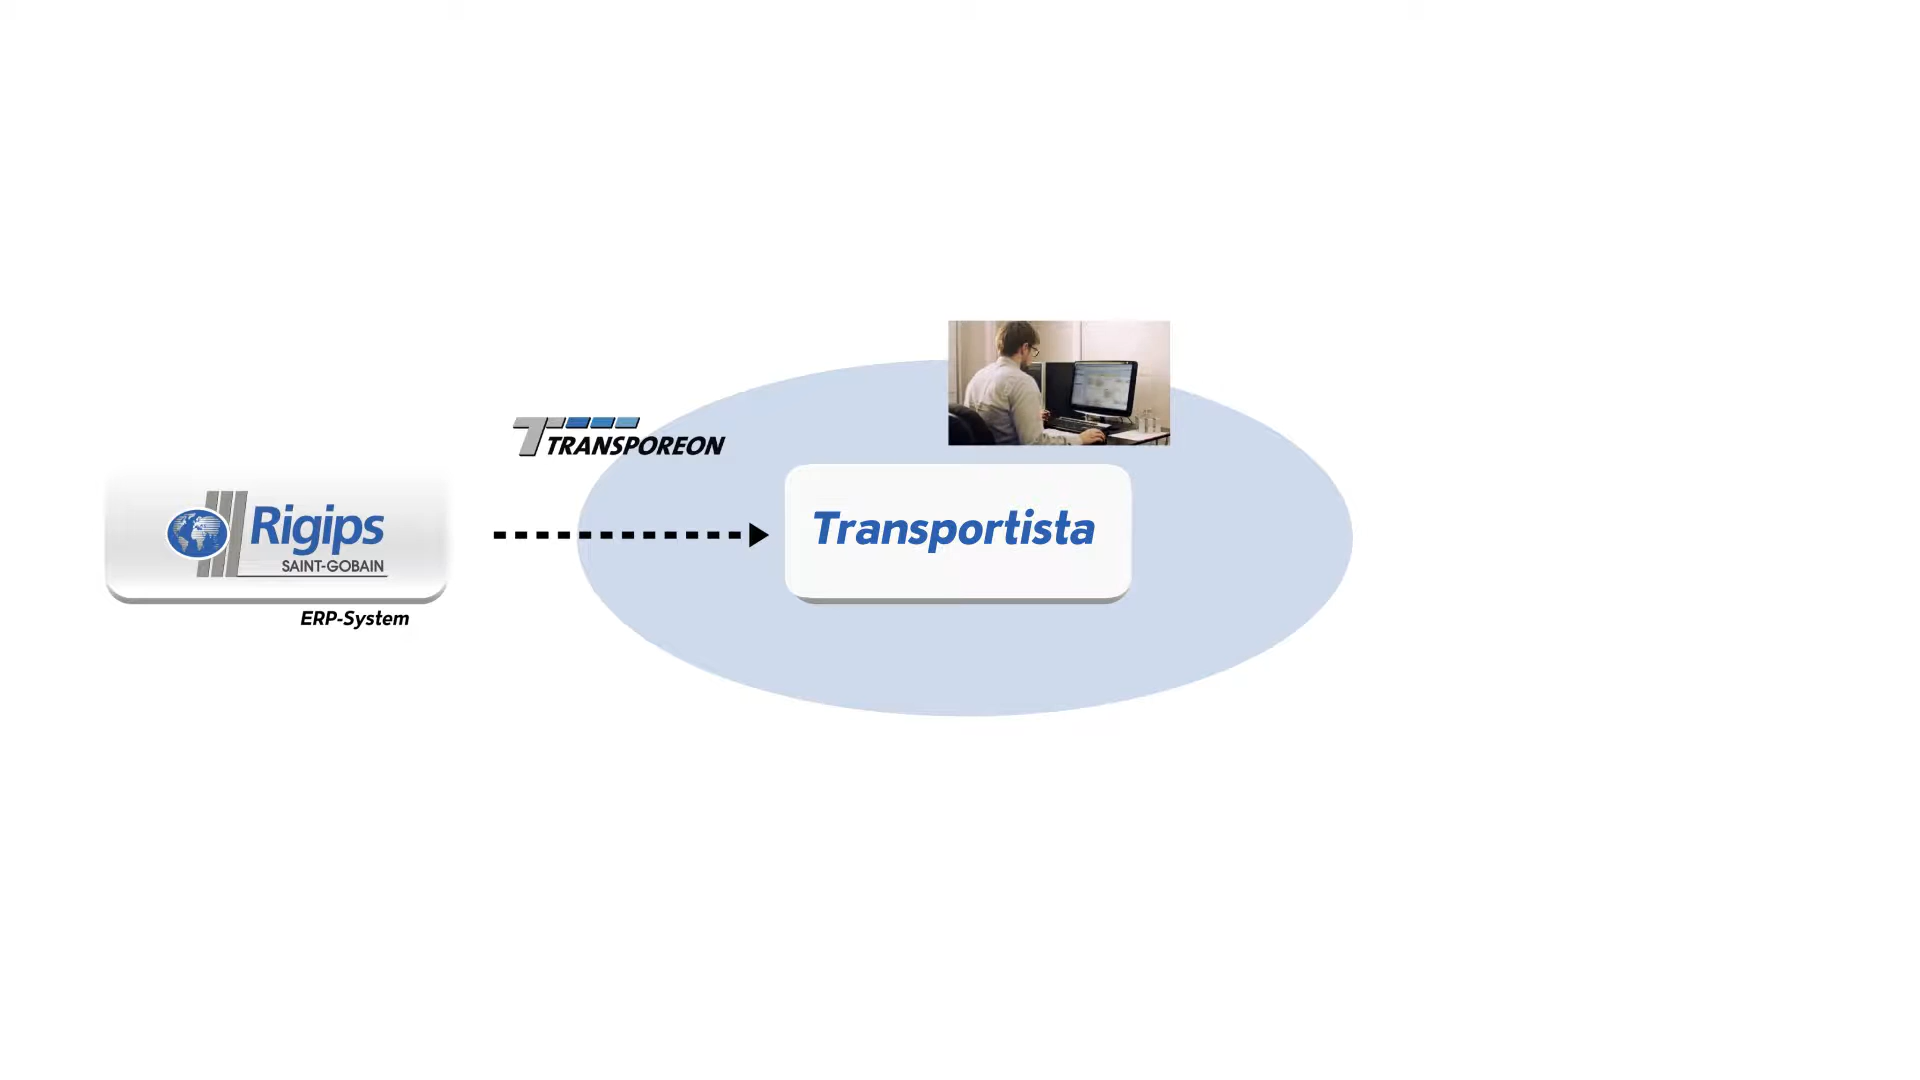 TRANSPOREON
Rigips
SAINT-GOBAIN
Transportista
ERP-System